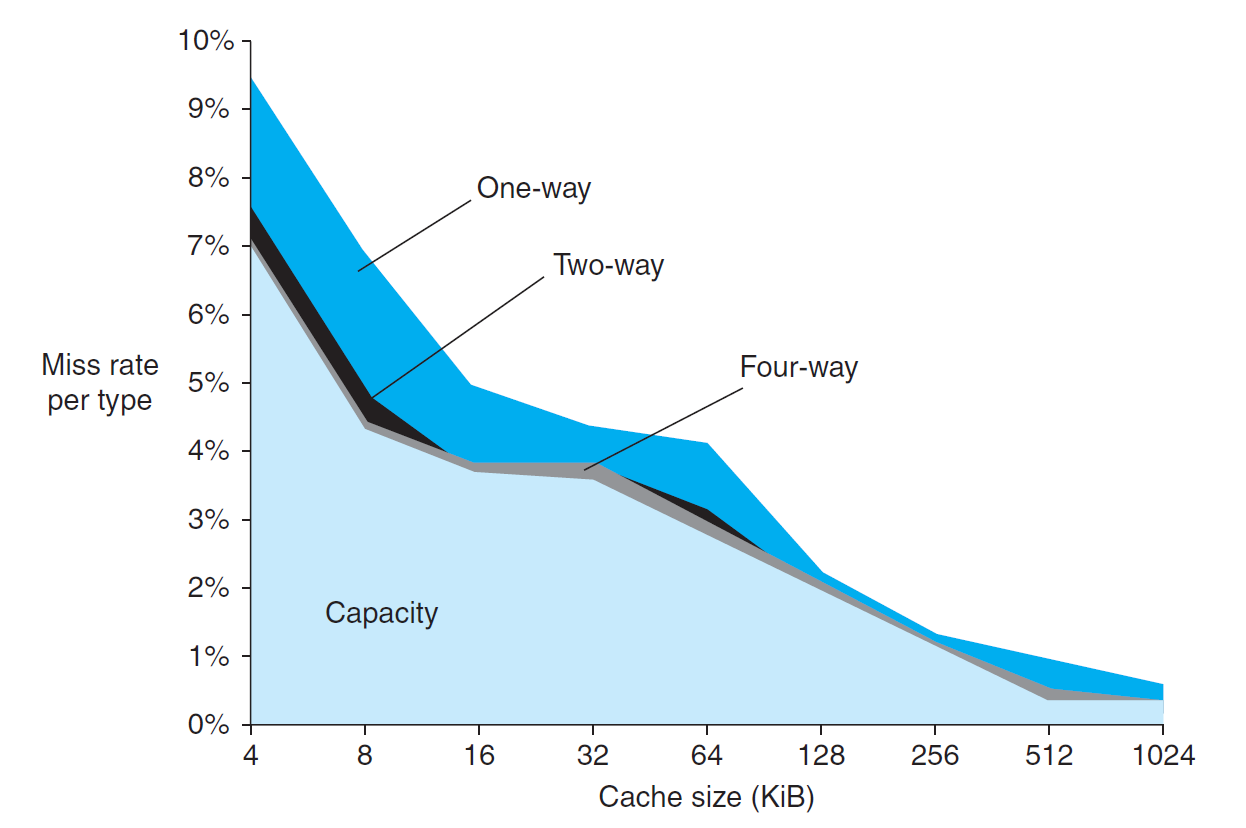 10%
9%
8%
7%
6%
5%
4%
3%
2%
1%
0%
Miss rate
per type
One-way
Two-way
Four-way
Capacity
4 8 16 32 64 128 256 512 1024
Cache size (KiB)